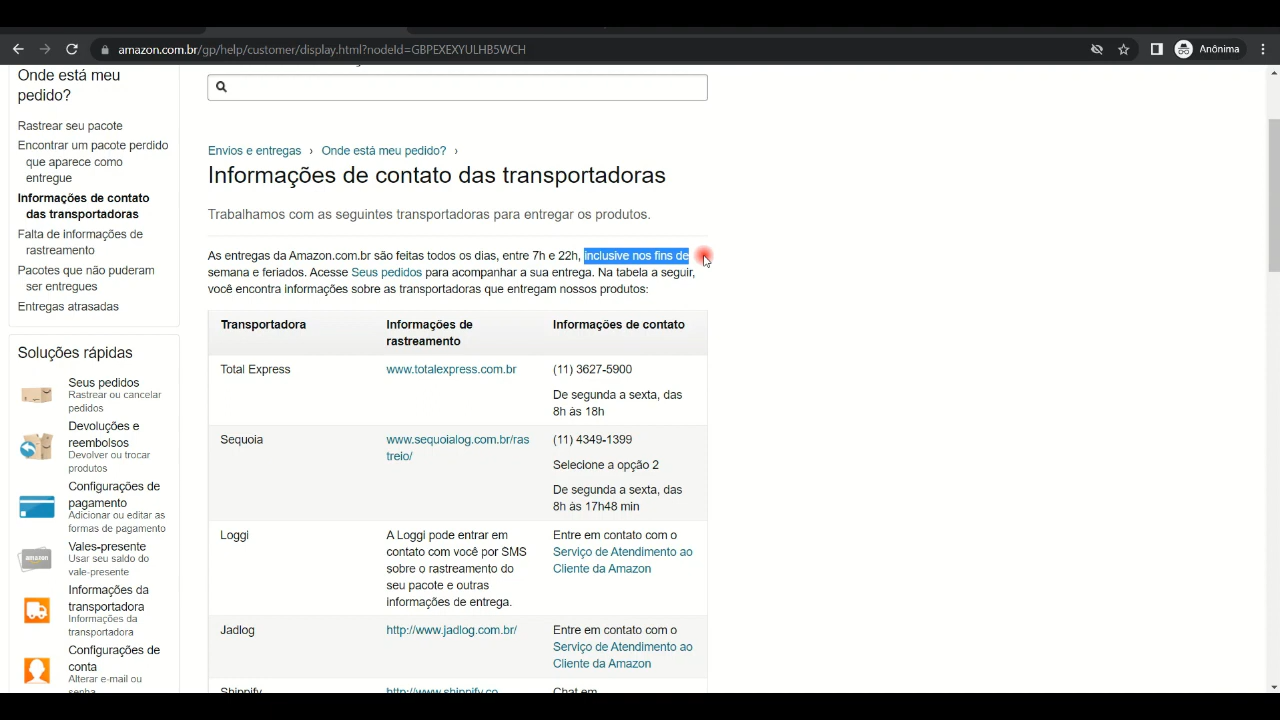 amazon.com.br/gp/help/customer/display.html?nodeId=GBPEXEXYULHB5WCH
Anônima
Onde está meu
pedido?
Rastrear seu pacote
Encontrar um pacote perdido
que aparece como
entregue
Informações de contato
das transportadoras
Falta de informações de
rastreamento
Pacotes que não puderam
ser entregues
Entregas atrasadas
Soluções rápidas
Seus pedidos
Rastrear ou cancelar
pedidos
Devoluções e
reembolsos
Devolver ou trocar
produtos
Configurações de
pagamento
Adicionar ou editar as
formas de pagamento
amazon
Vales-presente
Usar seu saldo do
vale-presente
Informações da
transportadora
Informações da
transportadora
Configurações de
conta
Alterar e-mail ou
senha
Envios e entregas › Onde está meu pedido? ›
Informações de contato das transportadoras
Trabalhamos com as seguintes transportadoras para entregar os produtos.
As entregas da Amazon.com.br são feitas todos os dias, entre 7h e 22h, inclusive nos fins de
semana e feriados. Acesse Seus pedidos para acompanhar a sua entrega. Na tabela a seguir,
você encontra informações sobre as transportadoras que entregam nossos produtos:
Transportadora
Informações de
rastreamento
Informações de contato
Total Express
www.totalexpress.com.br
(11) 3627-5900
De segunda a sexta, das
8h às 18h
Sequoia
www.sequoialog.com.br/ras
treio/
(11) 4349-1399
Selecione a opção 2
De segunda a sexta, das
8h às 17h48 min
Loggi
A Loggi pode entrar em
contato com você por SMS
sobre o rastreamento do
seu pacote e outras
informações de entrega.
Entre em contato com o
Serviço de Atendimento ao
Cliente da Amazon
Jadlog
http://www.jadlog.com.br/
Entre em contato com o
Serviço de Atendimento ao
Cliente da Amazon
Shippify
http://www.shippify.co
Chat em